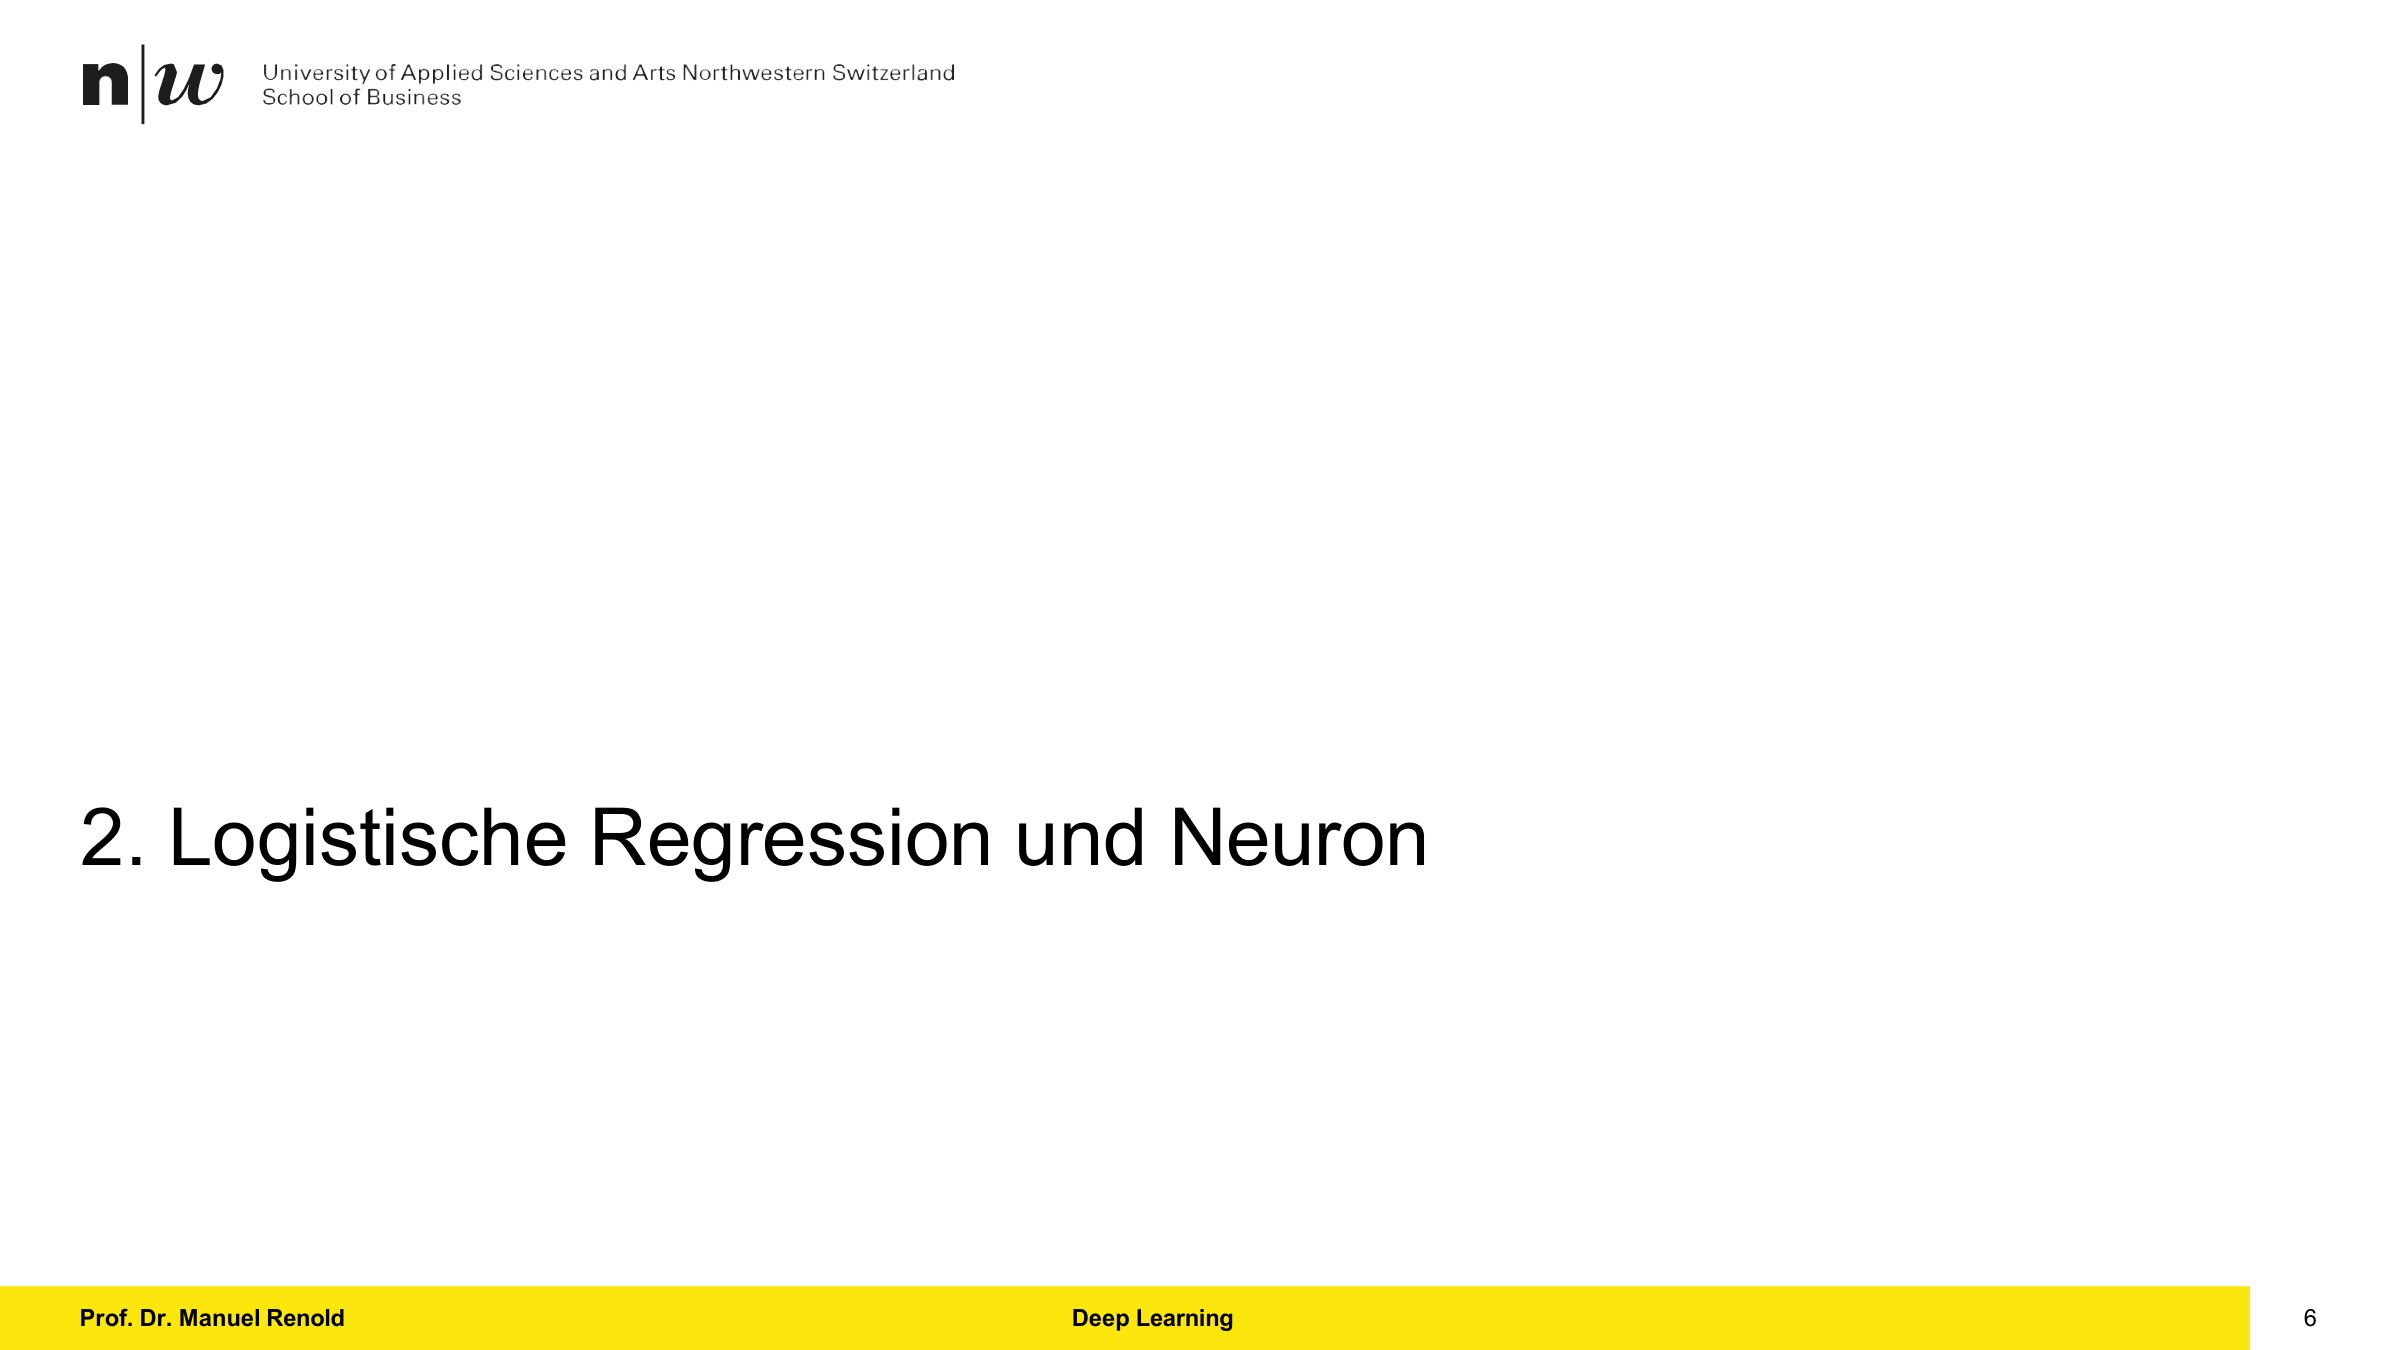 n|w
University of Applied Sciences and Arts Northwestern Switzerland
School of Business
2. Logistische Regression und Neuron
Prof. Dr. Manuel Renold
Deep Learning
6